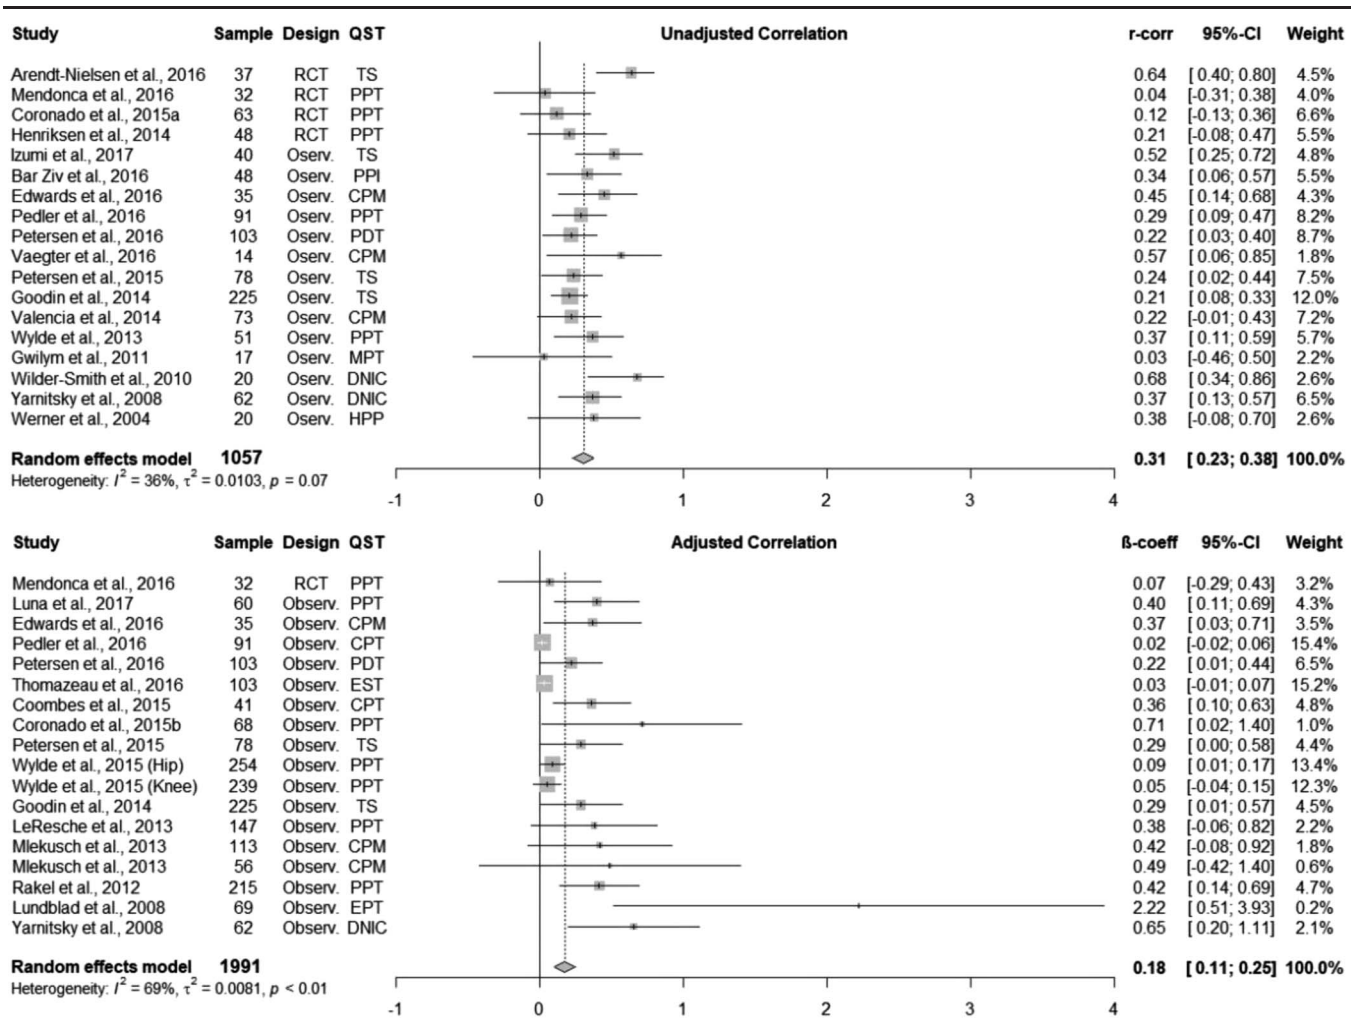 Study Sample Design QST Unadjusted Correlation r-corr 95%-CI Weight
Arendt-Nielsen et al., 2016 37 RCT TS 0.64 [ 0.40; 0.80] 4.5%
Mendonca et al., 2016 32 RCT PPT 0.04 [-0.31; 0.38] 4.0%
Coronado et al., 2015a 63 RCT PPT 0.12 [-0.13; 0.36] 6.6%
Henriksen et al., 2014 48 RCT PPT 0.21 [-0.08; 0.47] 5.5%
Izumi et al., 2017 40 Oserv. TS 0.52 [ 0.25; 0.72] 4.8%
Bar Ziv et al., 2016 48 Oserv. PPI 0.34 [ 0.06; 0.57] 5.5%
Edwards et al., 2016 35 Oserv. CPM 0.45 [ 0.14; 0.68] 4.3%
Pedler et al., 2016 91 Oserv. PPT 0.29 [ 0.09; 0.47] 8.2%
Petersen et al., 2016 103 Oserv. PDT 0.22 [ 0.03; 0.40] 8.7%
Vaegter et al., 2016 14 Oserv. CPM 0.57 [ 0.06; 0.85] 1.8%
Petersen et al., 2015 78 Oserv. TS 0.24 [ 0.02; 0.44] 7.5%
Goodin et al., 2014 225 Oserv. TS 0.21 [ 0.08; 0.33] 12.0%
Valencia et al., 2014 73 Oserv. CPM 0.22 [-0.01; 0.43] 7.2%
Wylde et al., 2013 51 Oserv. PPT 0.37 [ 0.11; 0.59] 5.7%
Gwilym et al., 2011 17 Oserv. MPT 0.03 [-0.46; 0.50] 2.2%
Wilder-Smith et al., 2010 20 Oserv. DNIC 0.68 [ 0.34; 0.86] 2.6%
Yarnitsky et al., 2008 62 Oserv. DNIC 0.37 [ 0.13; 0.57] 6.5%
Werner et al., 2004 20 Oserv. HPP 0.38 [-0.08; 0.70] 2.6%
Random effects model 1057 0.31 [ 0.23; 0.38] 100.0%
Heterogeneity: I² = 36%, τ² = 0.0103, p = 0.07
-1 0 1 2 3 4
Study Sample Design QST Adjusted Correlation ß-coeff 95%-CI Weight
Mendonca et al., 2016 32 RCT PPT 0.07 [-0.29; 0.43] 3.2%
Luna et al., 2017 60 Observ. PPT 0.40 [ 0.11; 0.69] 4.3%
Edwards et al., 2016 35 Observ. CPM 0.37 [ 0.03; 0.71] 3.5%
Pedler et al., 2016 91 Observ. CPT 0.02 [-0.02; 0.06] 15.4%
Petersen et al., 2016 103 Observ. PDT 0.22 [ 0.01; 0.44] 6.5%
Thomazeau et al., 2016 103 Observ. EST 0.03 [-0.01; 0.07] 15.2%
Coombes et al., 2015 41 Observ. CPT 0.36 [ 0.10; 0.63] 4.8%
Coronado et al., 2015b 68 Observ. PPT 0.71 [ 0.02; 1.40] 1.0%
Petersen et al., 2015 78 Observ. TS 0.29 [ 0.00; 0.58] 4.4%
Wylde et al., 2015 (Hip) 254 Observ. PPT 0.09 [ 0.01; 0.17] 13.4%
Wylde et al., 2015 (Knee) 239 Observ. PPT 0.05 [-0.04; 0.15] 12.3%
Goodin et al., 2014 225 Observ. TS 0.29 [ 0.01; 0.57] 4.5%
LeResche et al., 2013 147 Observ. PPT 0.38 [-0.06; 0.82] 2.2%
Mlekusch et al., 2013 113 Observ. CPM 0.42 [-0.08; 0.92] 1.8%
Mlekusch et al., 2013 56 Observ. CPM 0.49 [-0.42; 1.40] 0.6%
Rakel et al., 2012 215 Observ. PPT 0.42 [ 0.14; 0.69] 4.7%
Lundblad et al., 2008 69 Observ. EPT 2.22 [ 0.51; 3.93] 0.2%
Yarnitsky et al., 2008 62 Observ. DNIC 0.65 [ 0.20; 1.11] 2.1%
Random effects model 1991 0.18 [ 0.11; 0.25] 100.0%
Heterogeneity: I² = 69%, τ² = 0.0081, p < 0.01
-1 0 1 2 3 4